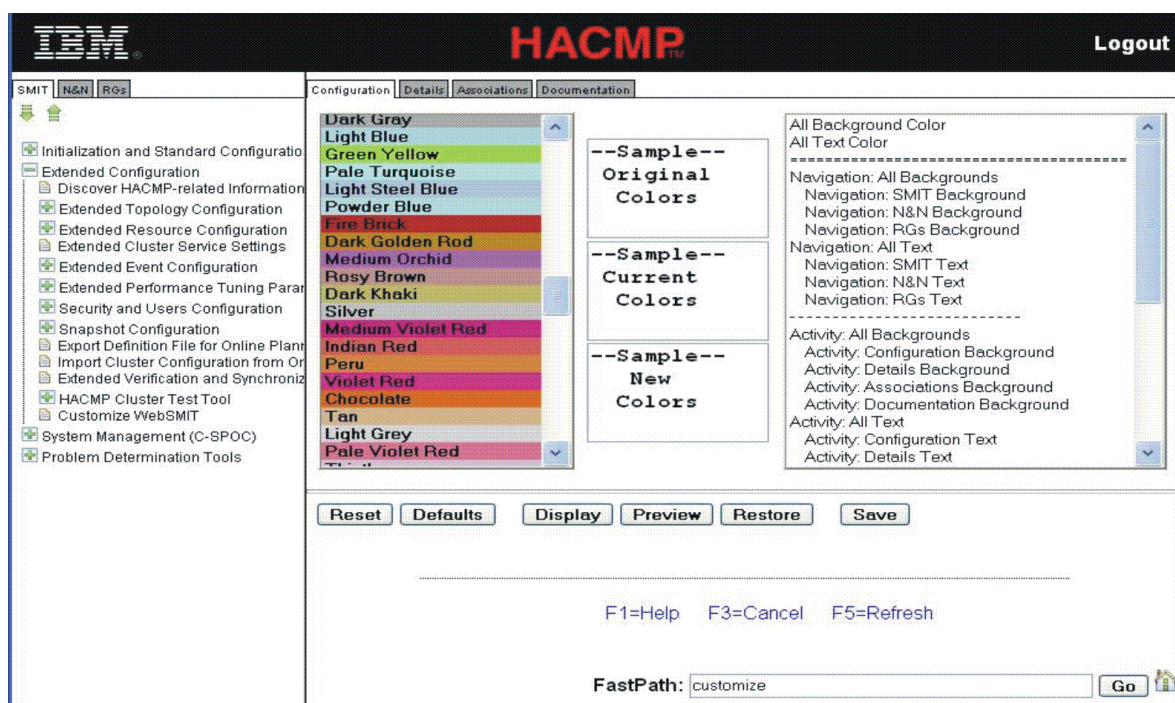 IBM®
HACMP™
Logout
SMIT N&N RGs
Initialization and Standard Configuratio
Extended Configuration
Discover HACMP-related Information
Extended Topology Configuration
Extended Resource Configuration
Extended Cluster Service Settings
Extended Event Configuration
Extended Performance Tuning Parar
Security and Users Configuration
Snapshot Configuration
Export Definition File for Online Plann
Import Cluster Configuration from On
Extended Verification and Synchroniz
HACMP Cluster Test Tool
Customize WebSMIT
System Management (C-SPOC)
Problem Determination Tools
Configuration Details Associations Documentation
Dark Gray
Light Blue
Green Yellow
Pale Turquoise
Light Steel Blue
Powder Blue
Fire Brick
Dark Golden Rod
Medium Orchid
Rosy Brown
Dark Khaki
Silver
Medium Violet Red
Indian Red
Peru
Violet Red
Chocolate
Tan
Light Grey
Pale Violet Red
--Sample--
Original
Colors
--Sample--
Current
Colors
--Sample--
New
Colors
All Background Color
All Text Color
======================================
Navigation: All Backgrounds
Navigation: SMIT Background
Navigation: N&N Background
Navigation: RGs Background
Navigation: All Text
Navigation: SMIT Text
Navigation: N&N Text
Navigation: RGs Text
----------------------------
Activity: All Backgrounds
Activity: Configuration Background
Activity: Details Background
Activity: Associations Background
Activity: Documentation Background
Activity: All Text
Activity: Configuration Text
Activity: Details Text
Reset Defaults Display Preview Restore Save
F1=Help F3=Cancel F5=Refresh
FastPath: customize Go